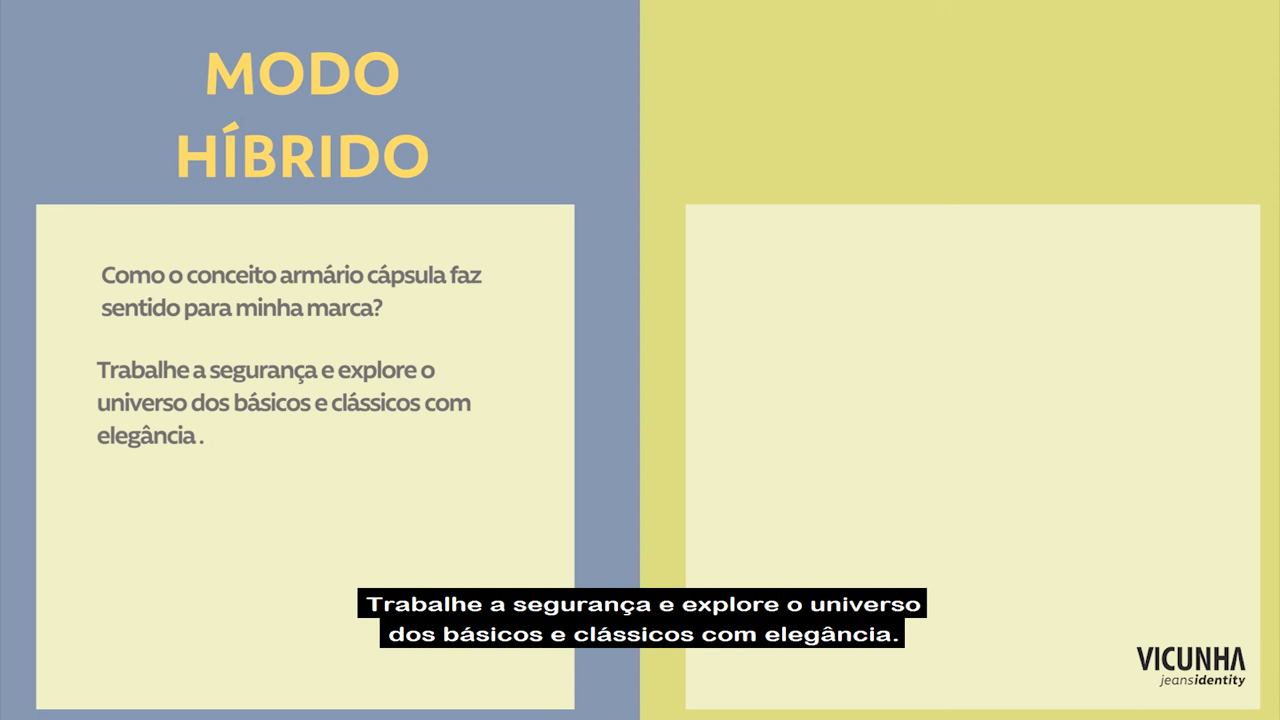 MODO
HÍBRIDO
Como o conceito armário cápsula faz
sentido para minha marca?
Trabalhe a segurança e explore o
universo dos básicos e clássicos com
elegância .
Trabalhe a segurança e explore o universo
dos básicos e clássicos com elegância.
VICUNHA
jeansidentity